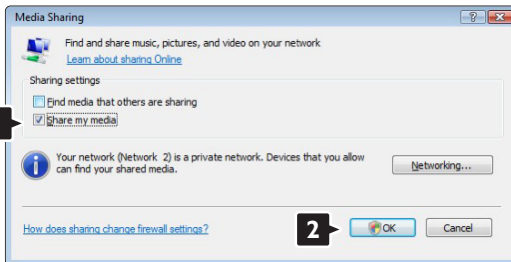 Media Sharing
Find and share music, pictures, and video on your network
Learn about sharing Online
Sharing settings
Find media that others are sharing
Share my media
Your network (Network 2) is a private network. Devices that you allow
can find your shared media.
Networking...
How does sharing change firewall settings?
2
OK
Cancel